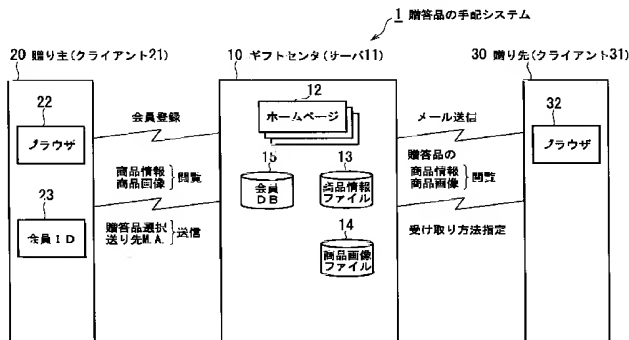 1 贈答品の手配システム
20 贈り主(クライアント21)
10 ギフトセンタ(サーバ11)
30 贈り先(クライアント31)
22
ブラウザ
会員登録
12
ホームページ
メール送信
32
ブラウザ
商品情報
商品画像
閲覧
15
会員
DB
13
商品情報
ファイル
贈答品の
商品情報
商品画像
閲覧
23
会員ID
贈答品選択
送り先M.A.
送信
14
商品画像
ファイル
受け取り方法指定